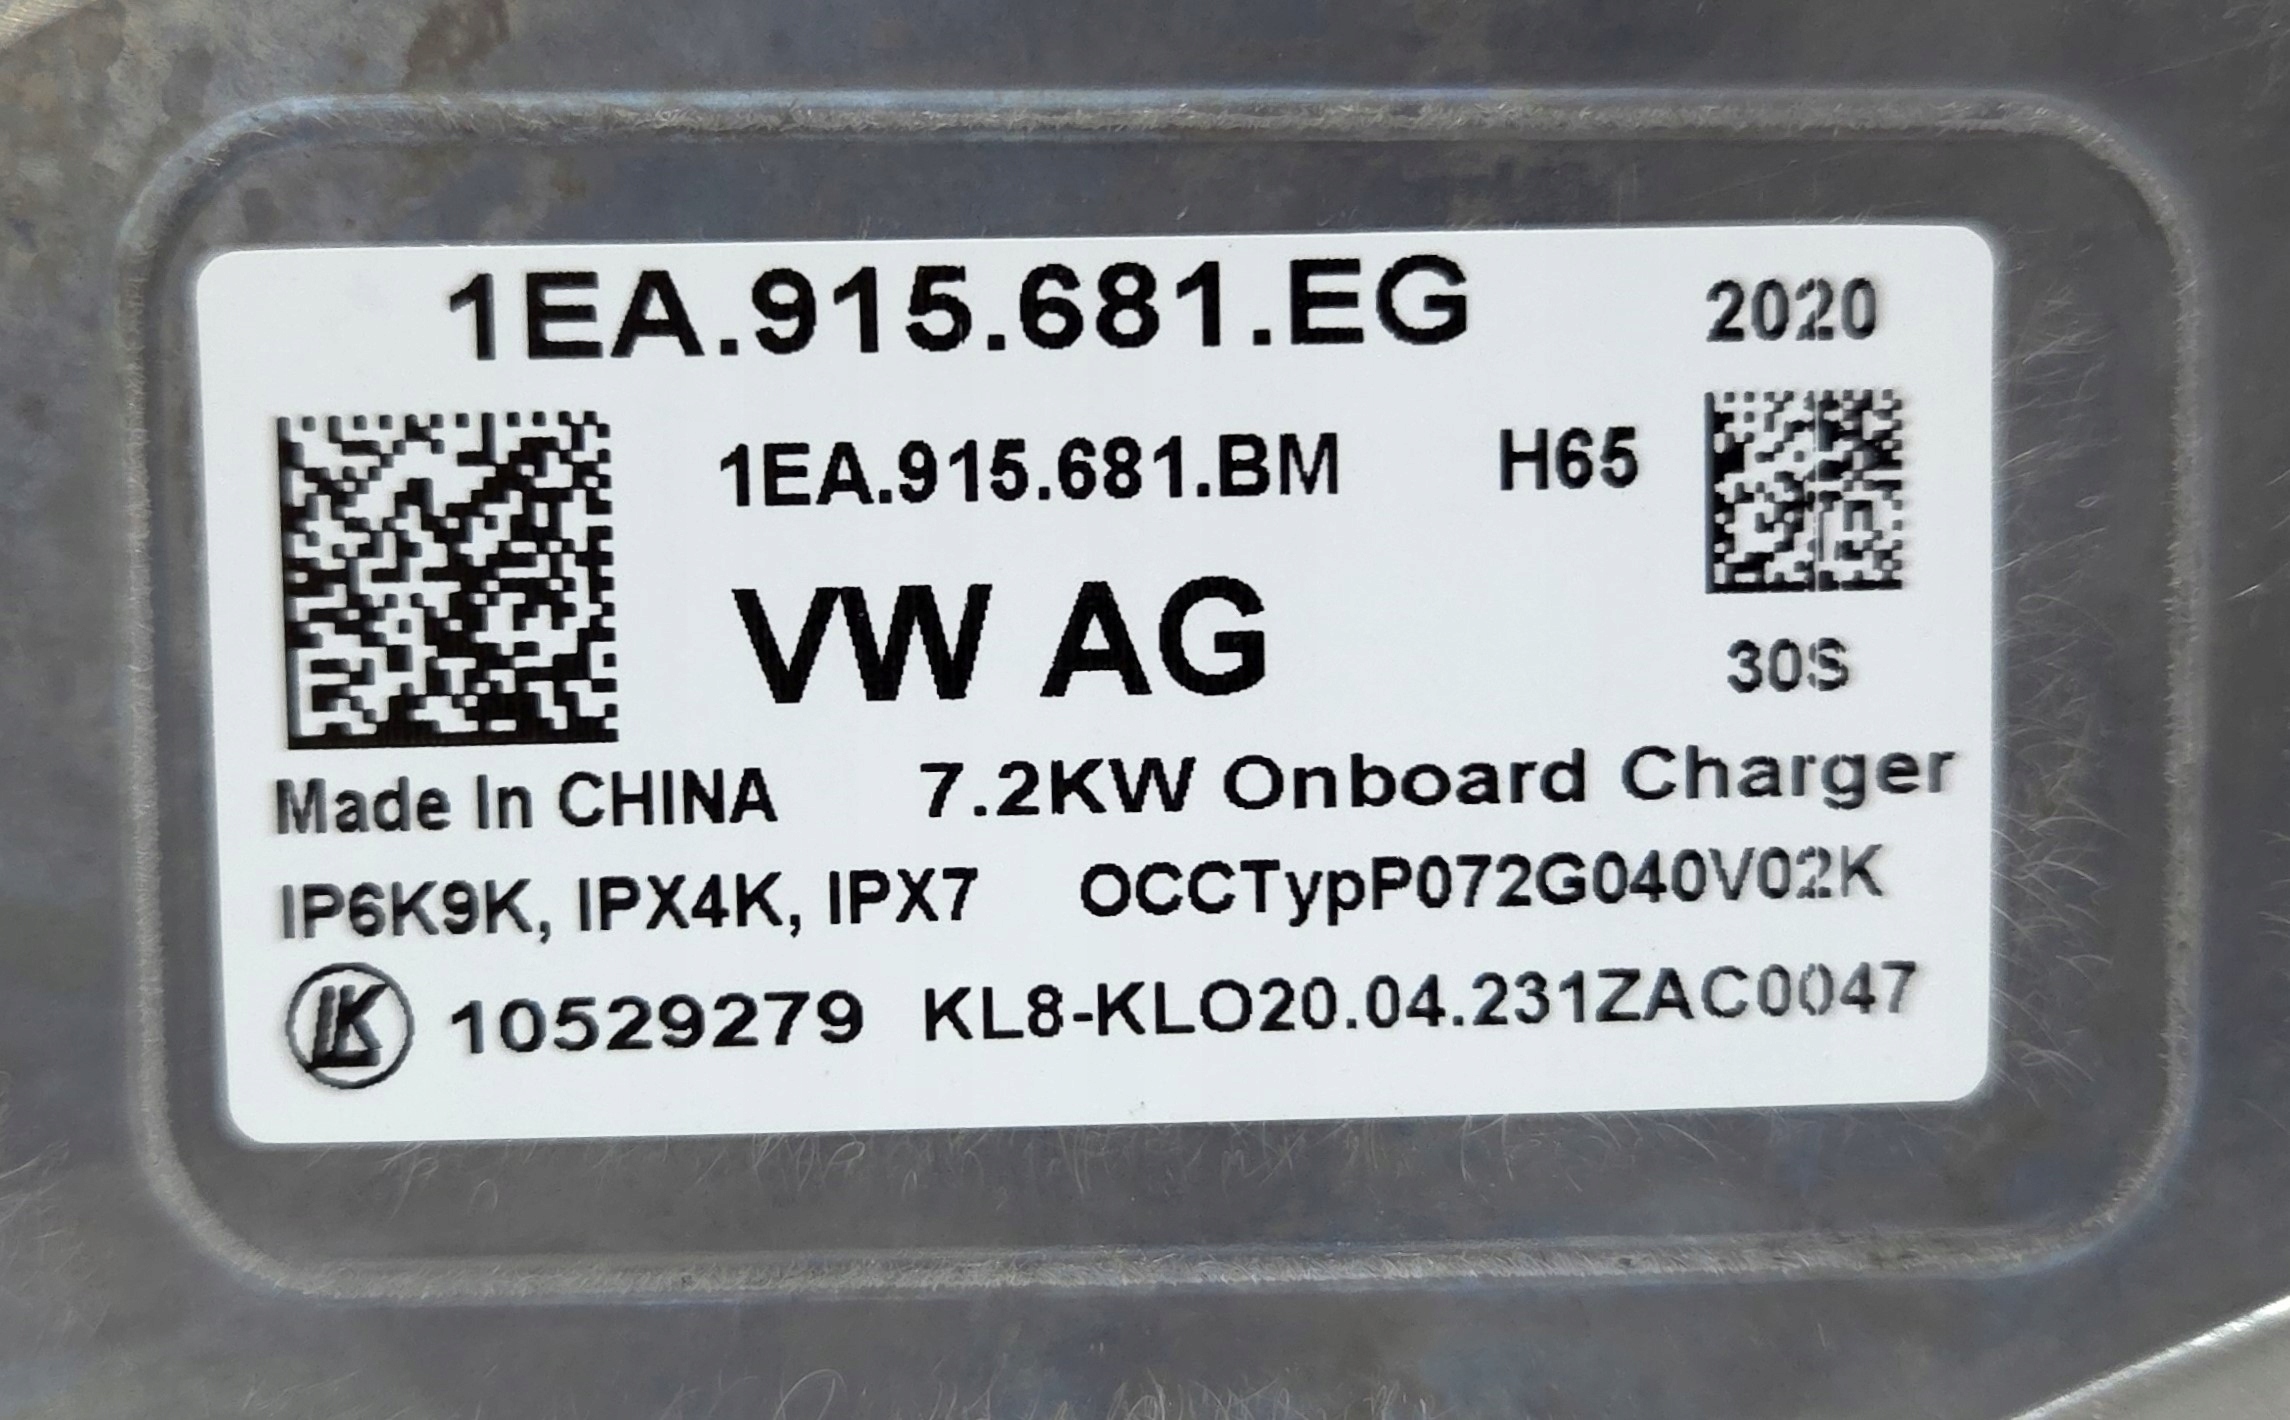 1EA.915.681.EG 2020
1EA.915.681.BM H65
VW AG 30S
Made In CHINA 7.2KW Onboard Charger
IP6K9K, IPX4K, IPX7 OCCTypP072G040V02K
LK 10529279 KL8-KLO20.04.231ZAC0047